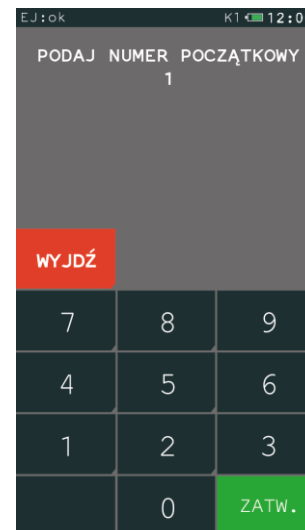 EJ:ok K1 12:0
PODAJ NUMER POCZĄTKOWY
1
WYJDŹ
7 8 9
4 5 6
1 2 3
0 ZATW.